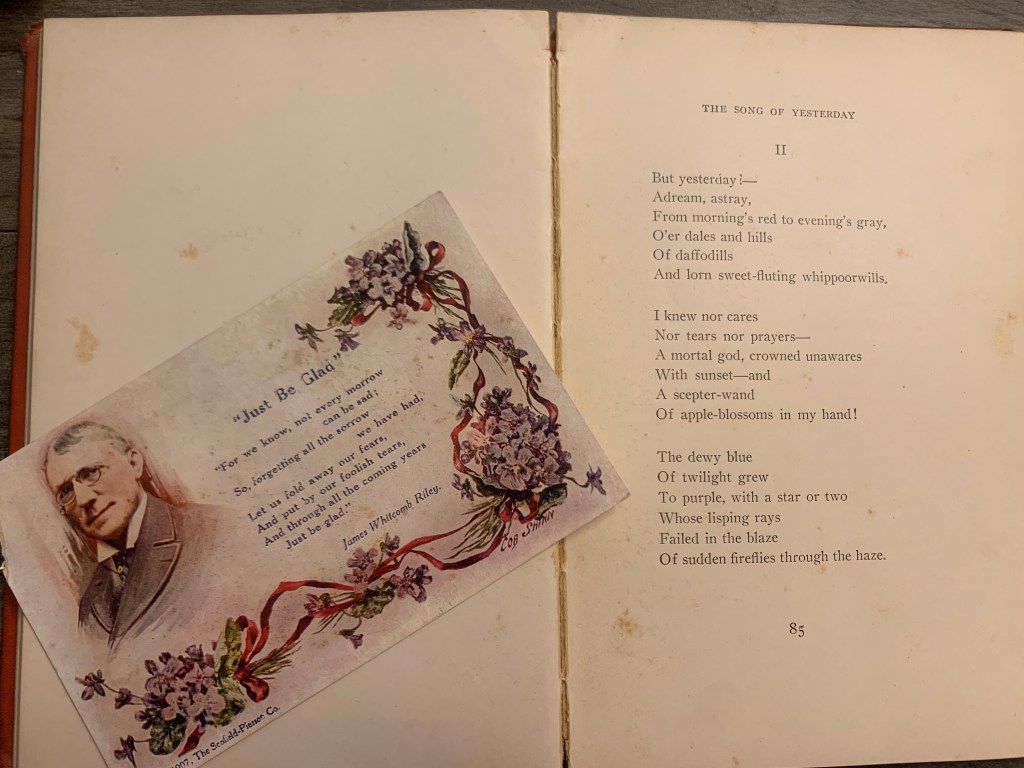 "Just Be Glad"
"For we know, not every morrow
can be sad;
So, forgetting all the sorrow
we have had,
Let us fold away our fears,
And put by our foolish tears,
And through all the coming years
Just be glad."
James Whitcomb Riley.
COB SHINN
1907, The Scofield-Pierson Co.
THE SONG OF YESTERDAY
II
But yesterday!—
Adream, astray,
From morning's red to evening's gray,
O'er dales and hills
Of daffodills
And lorn sweet-fluting whippoorwills.
I knew nor cares
Nor tears nor prayers—
A mortal god, crowned unawares
With sunset—and
A scepter-wand
Of apple-blossoms in my hand!
The dewy blue
Of twilight grew
To purple, with a star or two
Whose lisping rays
Failed in the blaze
Of sudden fireflies through the haze.
85